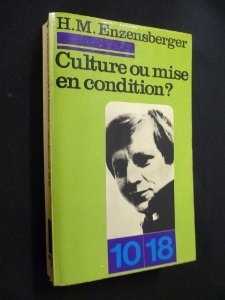 H.M. Enzensberger
Culture ou mise
en condition?
10 18